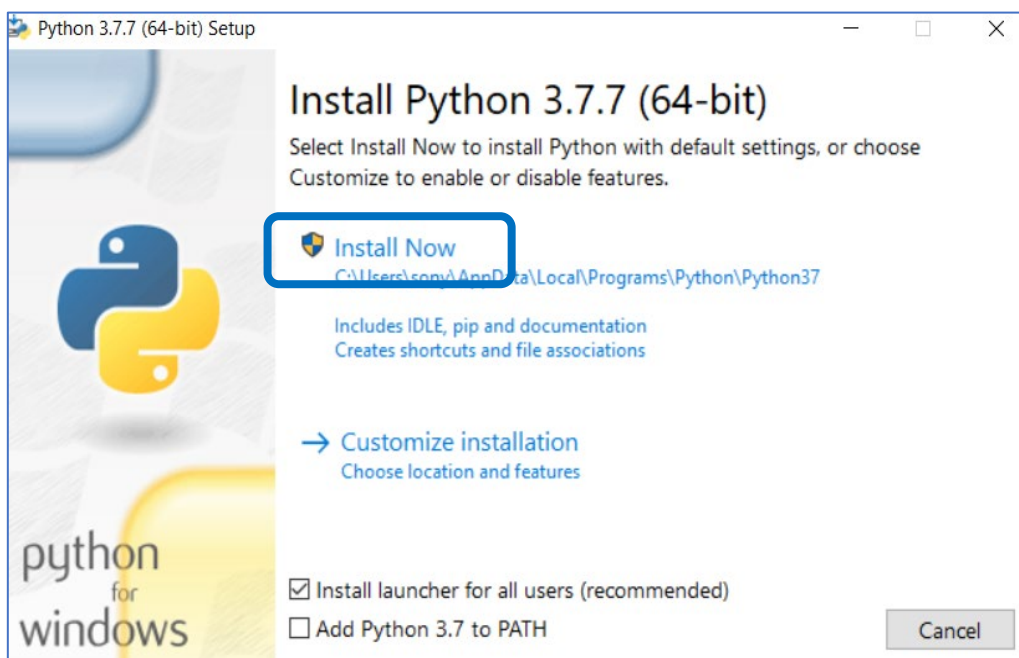 Python 3.7.7 (64-bit) Setup
Install Python 3.7.7 (64-bit)
Select Install Now to install Python with default settings, or choose
Customize to enable or disable features.
Install Now
C:\Users\sony\AppData\Local\Programs\Python\Python37
Includes IDLE, pip and documentation
Creates shortcuts and file associations
Customize installation
Choose location and features
python
for
windows
Install launcher for all users (recommended)
Add Python 3.7 to PATH
Cancel